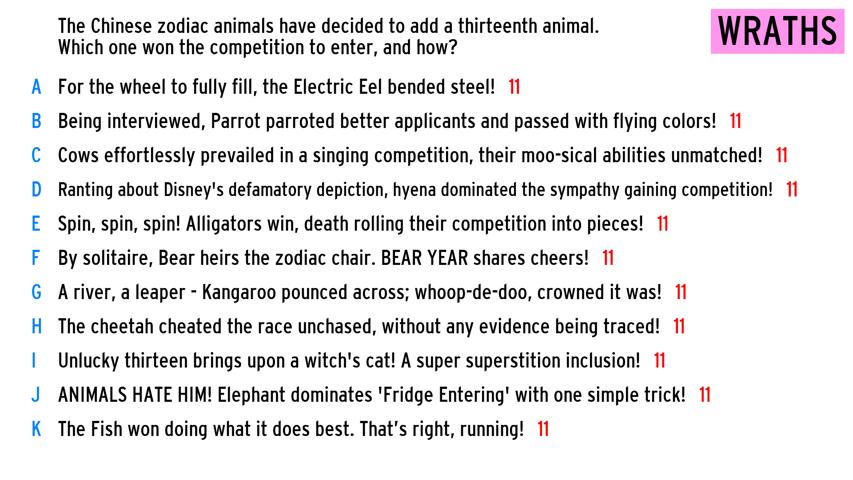 The Chinese zodiac animals have decided to add a thirteenth animal.
Which one won the competition to enter, and how?
WRATHS
A For the wheel to fully fill, the Electric Eel bended steel! 11
B Being interviewed, Parrot parroted better applicants and passed with flying colors! 11
C Cows effortlessly prevailed in a singing competition, their moo-sical abilities unmatched! 11
D Ranting about Disney's defamatory depiction, hyena dominated the sympathy gaining competition! 11
E Spin, spin, spin! Alligators win, death rolling their competition into pieces! 11
F By solitaire, Bear heirs the zodiac chair. BEAR YEAR shares cheers! 11
G A river, a leaper - Kangaroo pounced across; whoop-de-doo, crowned it was! 11
H The cheetah cheated the race unchased, without any evidence being traced! 11
I Unlucky thirteen brings upon a witch's cat! A super superstition inclusion! 11
J ANIMALS HATE HIM! Elephant dominates 'Fridge Entering' with one simple trick! 11
K The Fish won doing what it does best. That’s right, running! 11